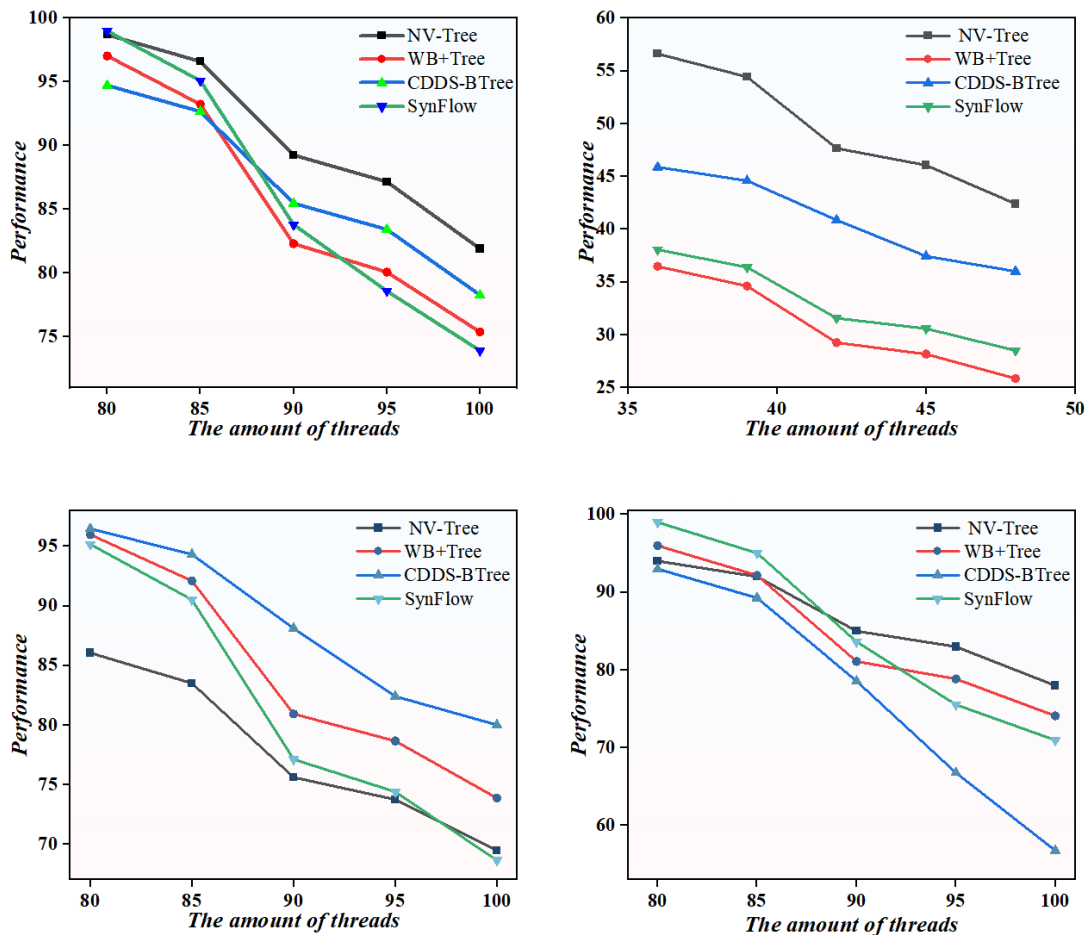 100
95
90
85
80
75
Performance
NV-Tree
WB+Tree
CDDS-BTree
SynFlow
80 85 90 95 100
The amount of threads
60
55
50
45
40
35
30
25
Performance
NV-Tree
WB+Tree
CDDS-BTree
SynFlow
35 40 45 50
The amount of threads
95
90
85
80
75
70
Performance
NV-Tree
WB+Tree
CDDS-BTree
SynFlow
80 85 90 95 100
The amount of threads
100
90
80
70
60
Performance
NV-Tree
WB+Tree
CDDS-BTree
SynFlow
80 85 90 95 100
The amount of threads